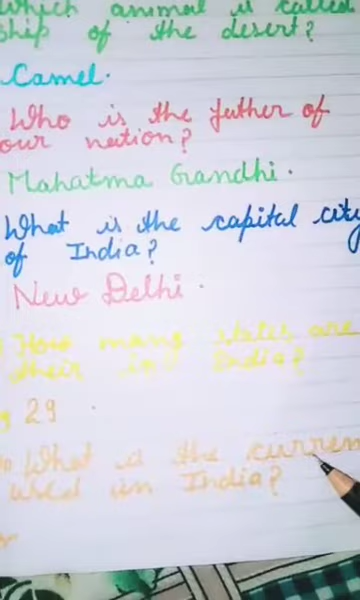 Which animal is called
ship of the desert?
Camel.
Who is the father of
our nation?
Mahatma Gandhi.
What is the capital city
of India?
New Delhi.
How many states are
their in India?
29
What is the curren
used in India?